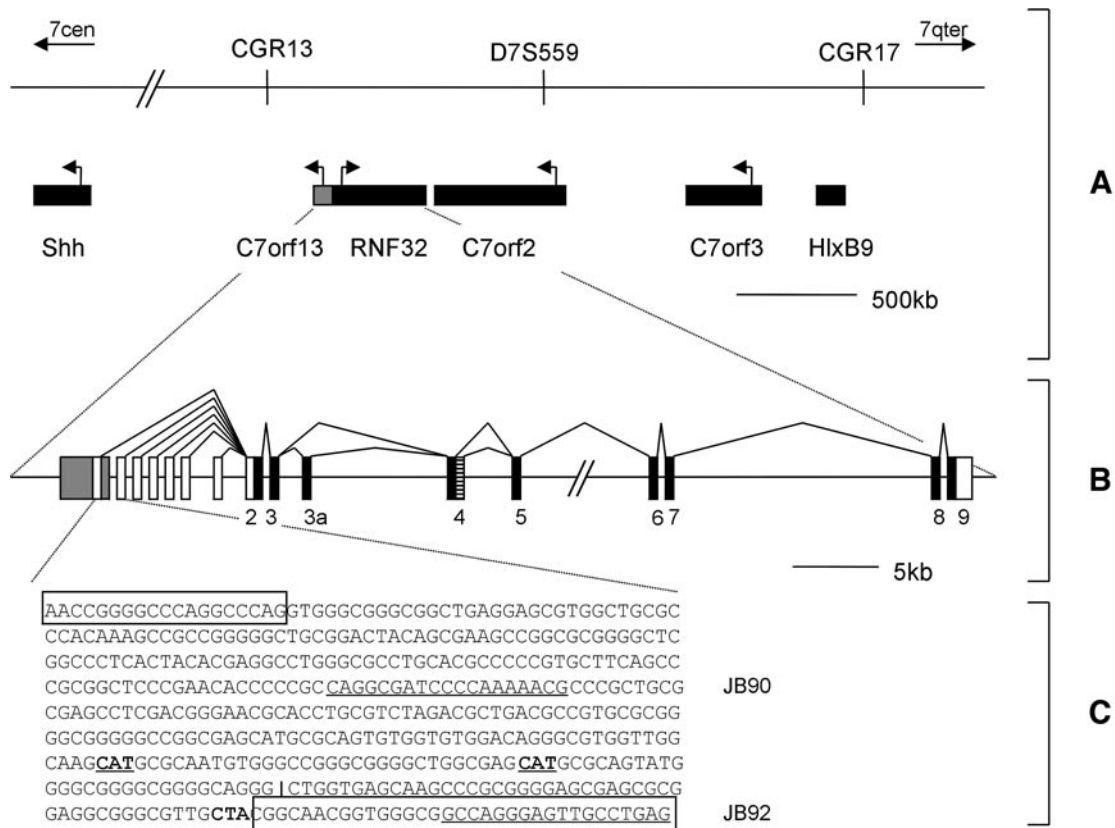 7cen 7qter
CGR13 D7S559 CGR17
A
Shh C7orf13 RNF32 C7orf2 C7orf3 HlxB9
500kb
B
2 3 3a 4 5 6 7 8 9
5kb
AACCGGGGCCCAGGCCCAGGTGGGCGGGCGGCTGAGGAGCGTGGCTGCGC
CCACAAAGCCGCCGGGGGCTGCGGACTACAGCGAAGCCGGCGCGGGGCTC
GGCCCTCACTACACGAGGCCTGGGCGCCTGCACGCCCCCGTGCTTCAGCC
CGCGGCTCCCGAACACCCCCGCCAGGCGATCCCCAAAAACGCCCGCTGCG JB90
CGAGCCTCGACGGGAACGCACCTGCGTCTAGACGCTGACGCCGTGCGCGG
GGCGGGGGCCGGCGAGCATGCGCAGTGTGGTGTGGACAGGGCGTGGTTGG
CAAGCATGCGCAATGTGGGCCGGGCGGGGCTGGCGAGCATGCGCAGTATG
GGGCGGGGCGGGGCAGGG|CTGGTGAGCAAGCCCGCGGGGAGCGAGCGCG
GAGGCGGGCGTTGCTACGGCAACGGTGGGCGGCCAGGGAGTTGCCTGAG JB92
C